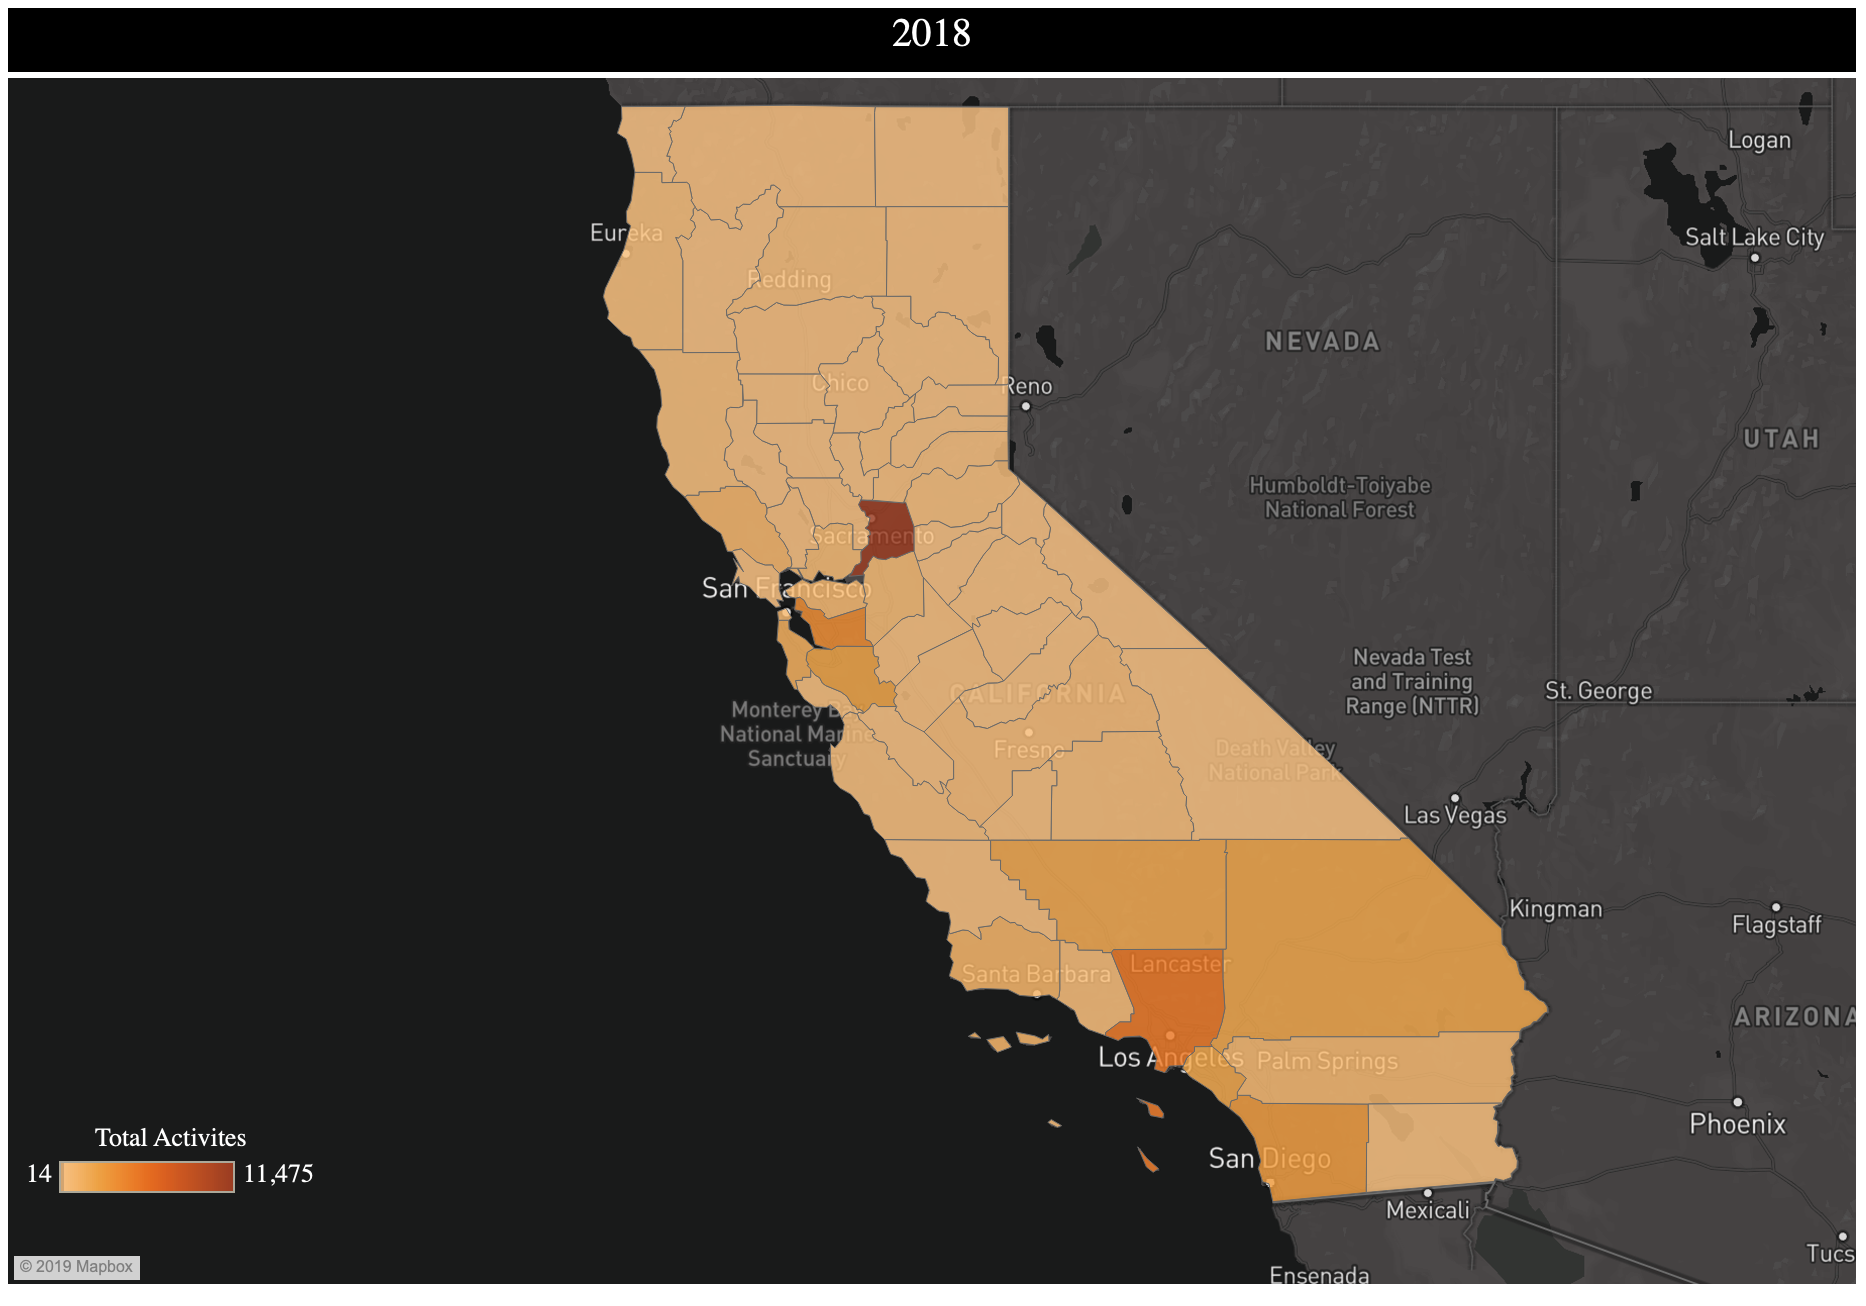 2018
Logan
Salt Lake City
Eureka
Redding
NEVADA
Chico
Reno
UTAH
Humboldt-Toiyabe
National Forest
Sacramento
San Francisco
Nevada Test
and Training
Range (NTTR)
St. George
CALIFORNIA
Monterey Bay
National Marine
Sanctuary
Fresno
Death Valley
National Park
Las Vegas
Kingman
Flagstaff
Lancaster
Santa Barbara
ARIZONA
Los Angeles
Palm Springs
Phoenix
Total Activites
14
11,475
San Diego
Mexicali
Tucs
© 2019 Mapbox
Ensenada